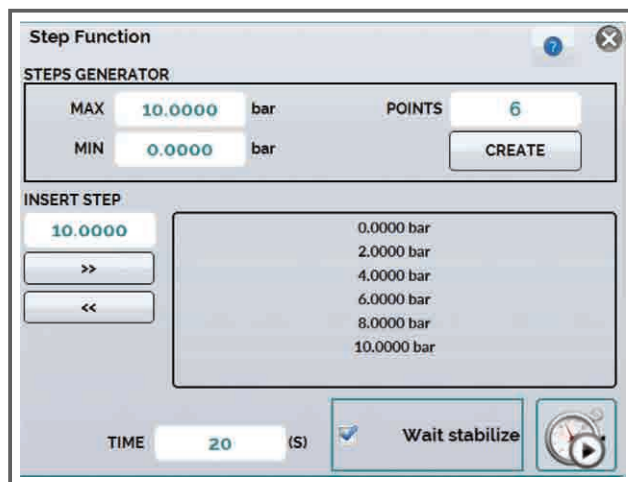 Step Function
?
STEPS GENERATOR
MAX 10.0000 bar POINTS 6
MIN 0.0000 bar CREATE
INSERT STEP
10.0000
>>
<<
0.0000 bar
2.0000 bar
4.0000 bar
6.0000 bar
8.0000 bar
10.0000 bar
TIME 20 (S) Wait stabilize